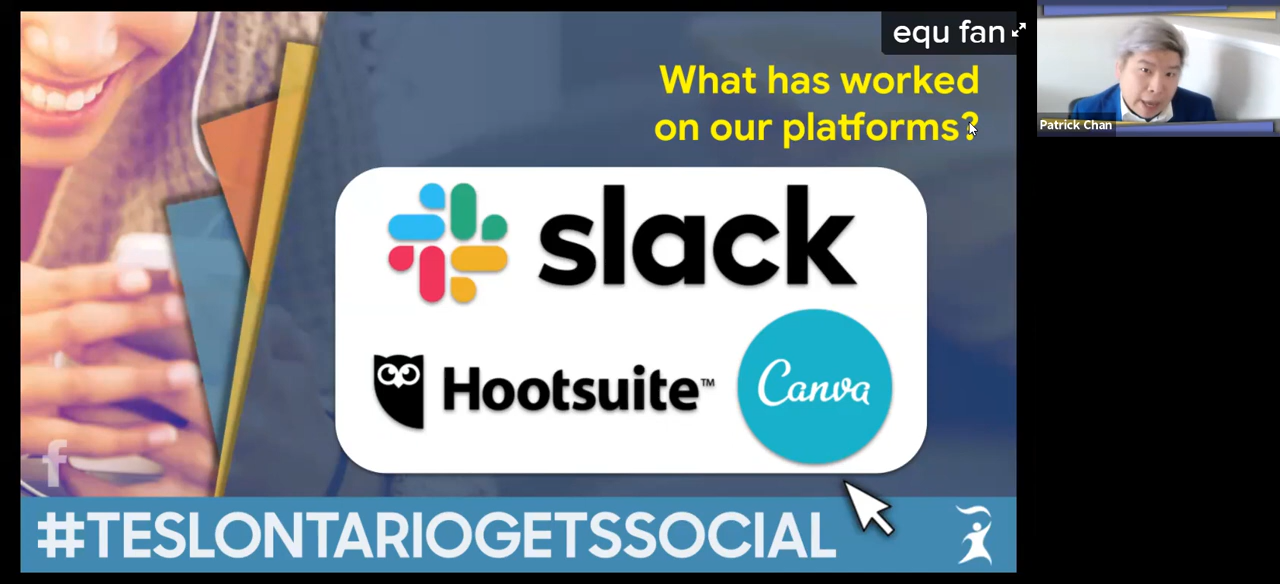 equ fan
What has worked
on our platforms?
Patrick Chan
slack
Hootsuite™
Canva
f
#TESLONTARIOGETSSOCIAL